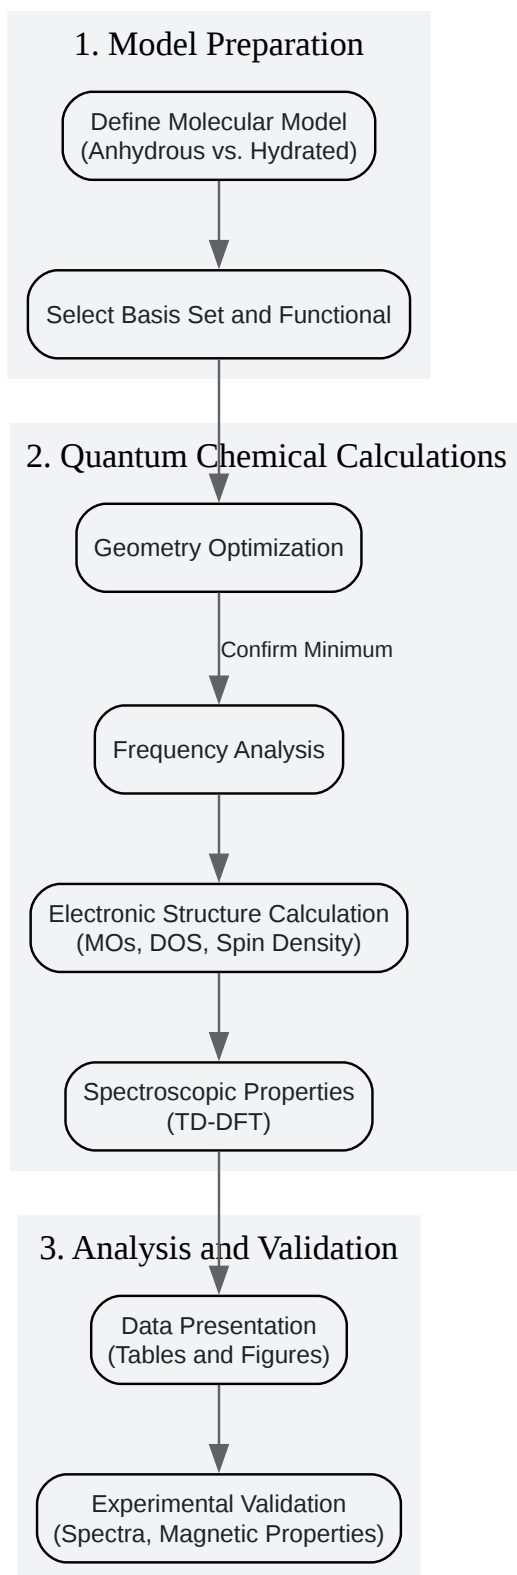 1. Model Preparation
Define Molecular Model
(Anhydrous vs. Hydrated)
Select Basis Set and Functional
2. Quantum Chemical Calculations
Geometry Optimization
Confirm Minimum
Frequency Analysis
Electronic Structure Calculation
(MOs, DOS, Spin Density)
Spectroscopic Properties
(TD-DFT)
3. Analysis and Validation
Data Presentation
(Tables and Figures)
Experimental Validation
(Spectra, Magnetic Properties)